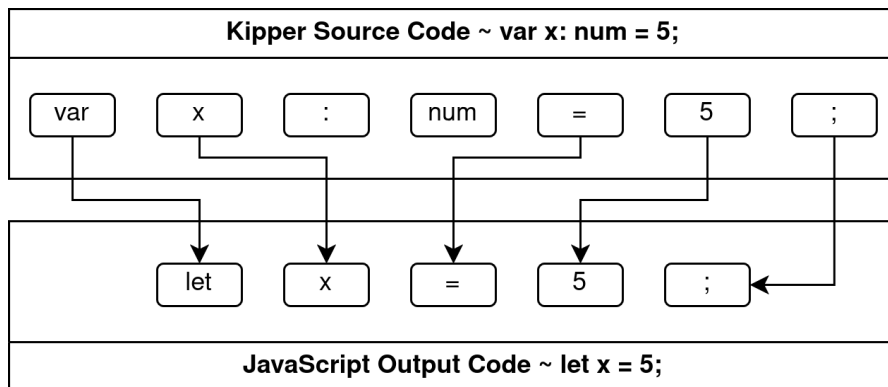 Kipper Source Code ~ var x: num = 5;
var x : num = 5 ;
let x = 5 ;
JavaScript Output Code ~ let x = 5;